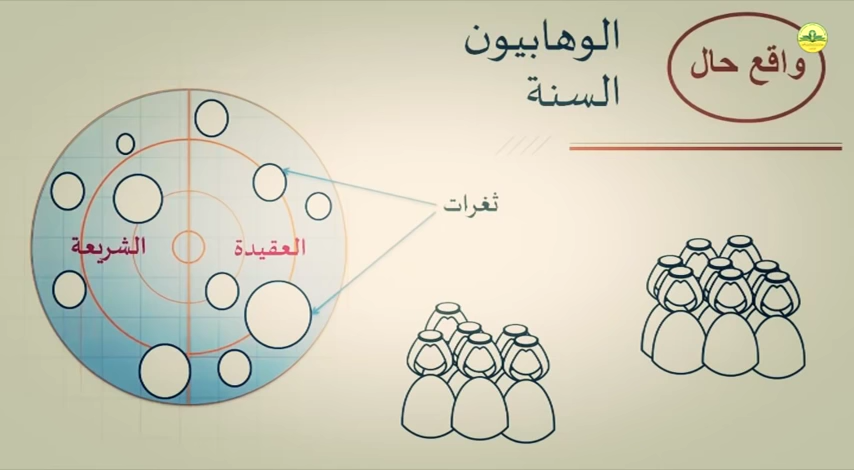 واقع حال
الوهابيون
السنة
ثغرات
العقيدة
الشريعة